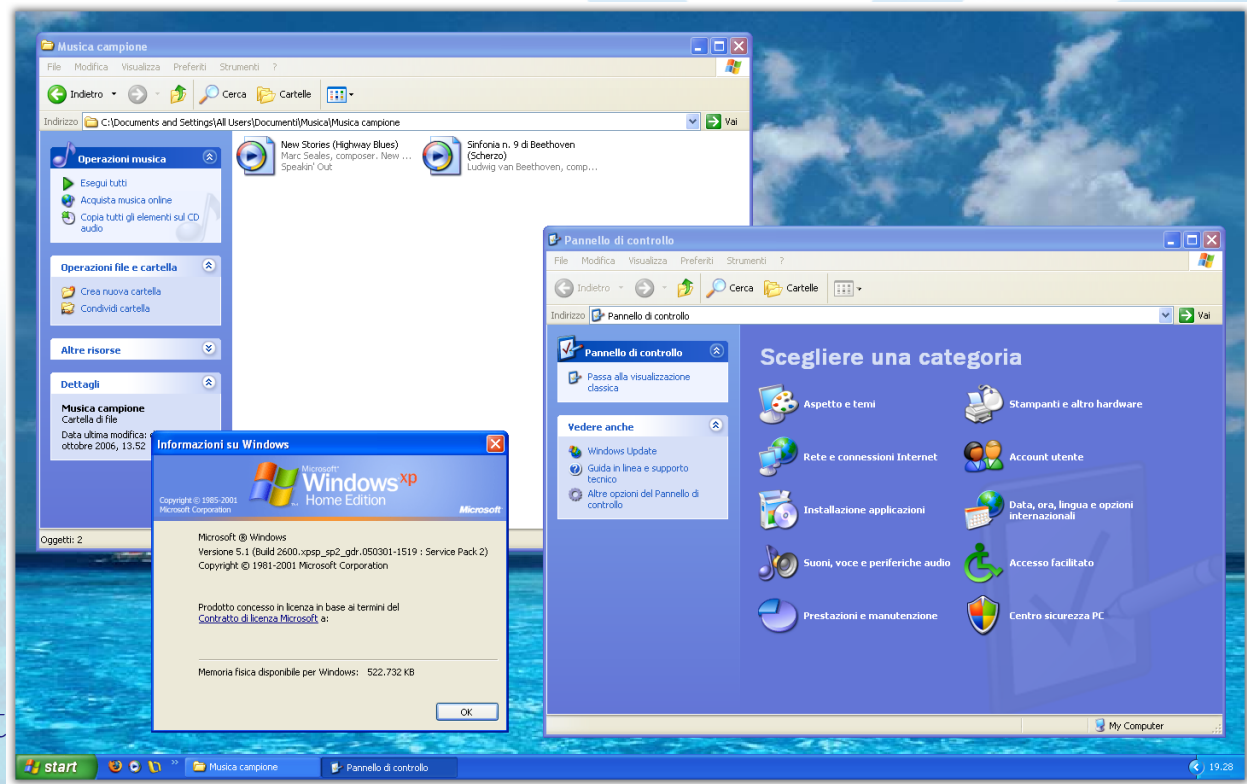 Musica campione
File Modifica Visualizza Preferiti Strumenti ?
Indietro Cerca Cartelle
Indirizzo C:\Documents and Settings\All Users\Documenti\Musica\Musica campione Vai
Operazioni musica
Esegui tutti
Acquista musica online
Copia tutti gli elementi sul CD
audio
Operazioni file e cartella
Crea nuova cartella
Condividi cartella
Altre risorse
Dettagli
Musica campione
Cartella di file
Data ultima modifica:
ottobre 2006, 13.52
New Stories (Highway Blues)
Marc Seales, composer. New ...
Speakin' Out
Sinfonia n. 9 di Beethoven
(Scherzo)
Ludwig van Beethoven, comp...
Oggetti: 2
Pannello di controllo
File Modifica Visualizza Preferiti Strumenti ?
Indietro Cerca Cartelle
Indirizzo Pannello di controllo Vai
Pannello di controllo
Passa alla visualizzazione
classica
Vedere anche
Windows Update
Guida in linea e supporto
tecnico
Altre opzioni del Pannello di
controllo
Scegliere una categoria
Aspetto e temi
Stampanti e altro hardware
Rete e connessioni Internet
Account utente
Installazione applicazioni
Data, ora, lingua e opzioni
internazionali
Suoni, voce e periferiche audio
Accesso facilitato
Prestazioni e manutenzione
Centro sicurezza PC
My Computer
Informazioni su Windows
Copyright © 1985-2001
Microsoft Corporation
Microsoft®
Windows xp
Home Edition
Microsoft
Microsoft ® Windows
Versione 5.1 (Build 2600.xpsp_sp2_gdr.050301-1519 : Service Pack 2)
Copyright © 1981-2001 Microsoft Corporation
Prodotto concesso in licenza in base ai termini del
Contratto di licenza Microsoft a:
Memoria fisica disponibile per Windows: 522.732 KB
OK
start Musica campione Pannello di controllo 19.28